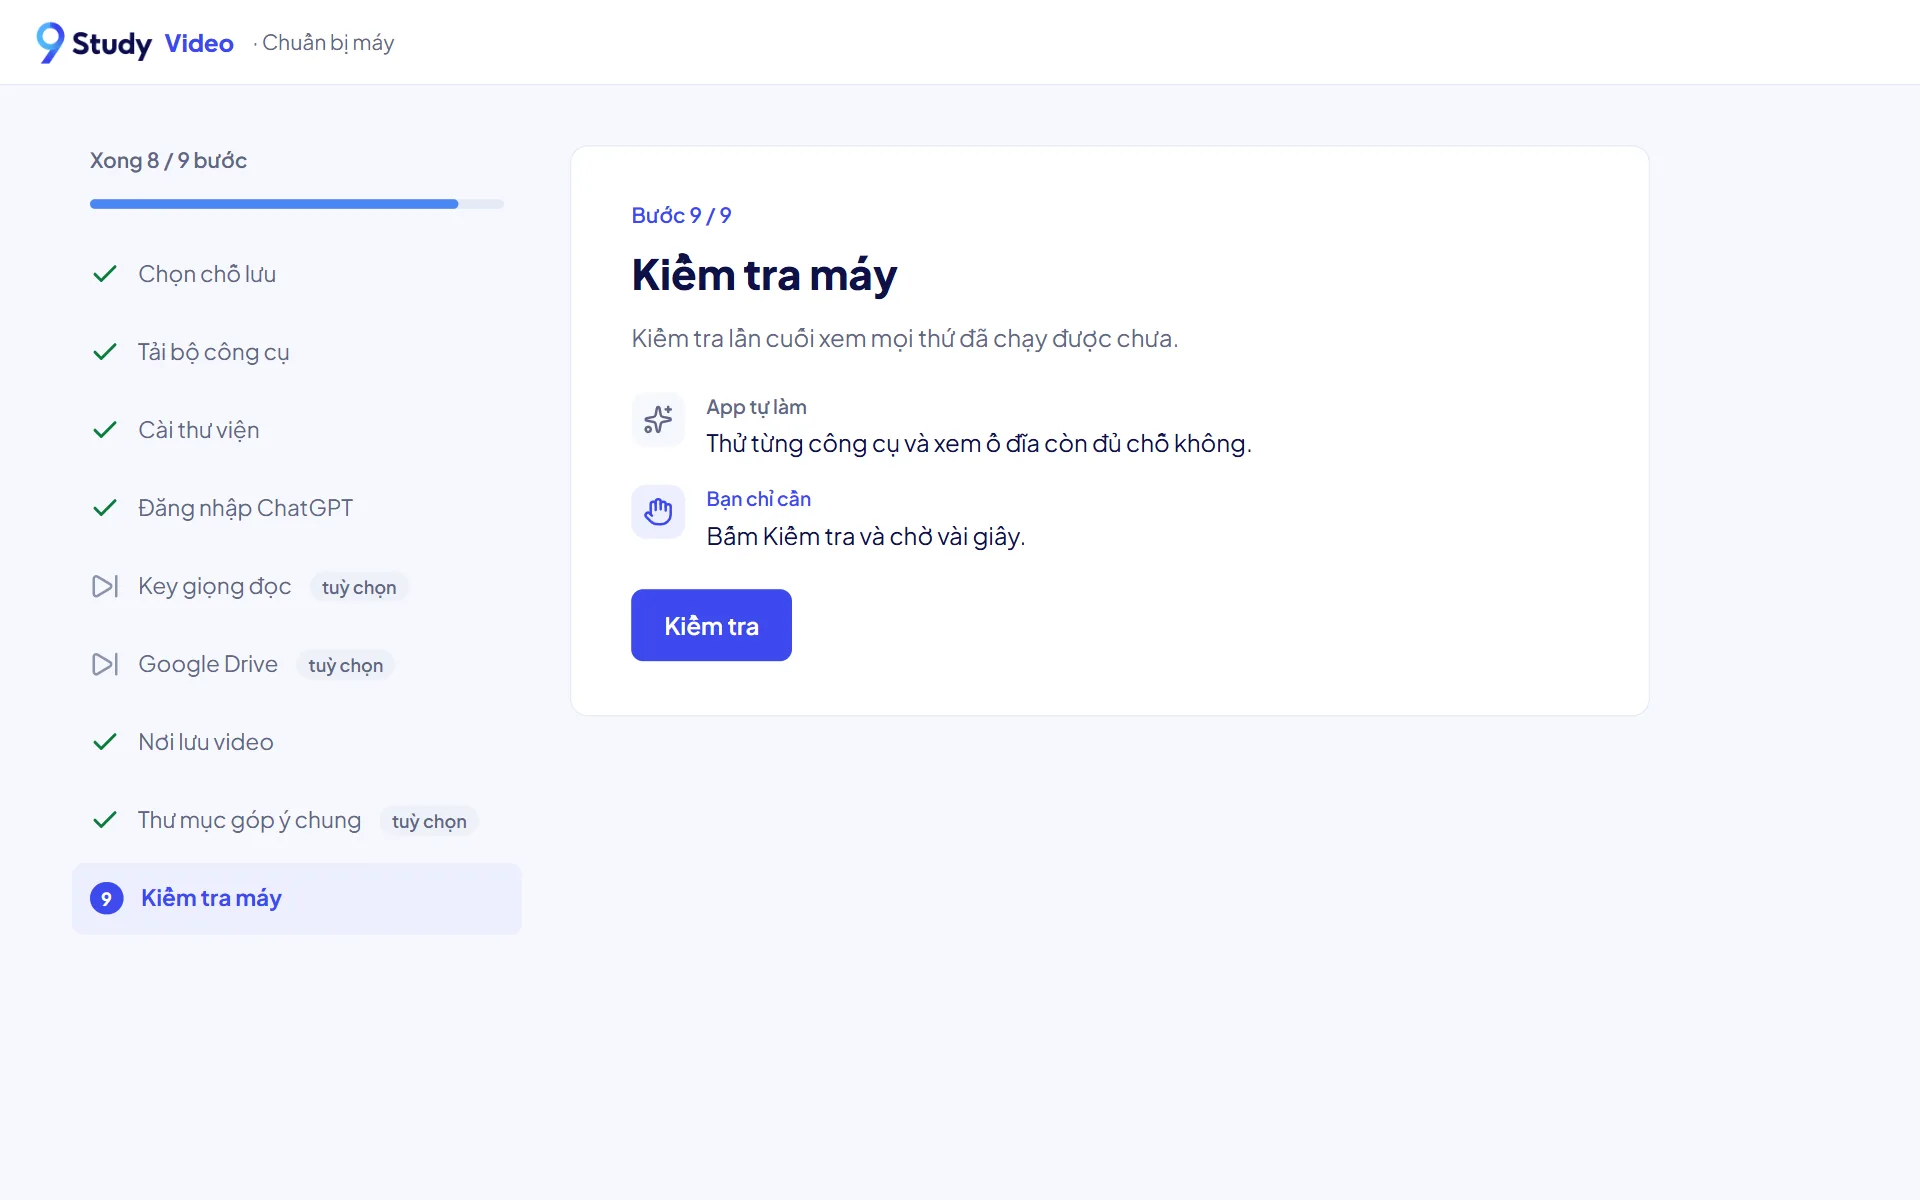 9 Study Video · Chuẩn bị máy
Xong 8 / 9 bước
Chọn chỗ lưu
Tải bộ công cụ
Cài thư viện
Đăng nhập ChatGPT
Key giọng đọc tuỳ chọn
Google Drive tuỳ chọn
Nơi lưu video
Thư mục góp ý chung tuỳ chọn
9 Kiểm tra máy
Bước 9 / 9
Kiểm tra máy
Kiểm tra lần cuối xem mọi thứ đã chạy được chưa.
App tự làm
Thử từng công cụ và xem ổ đĩa còn đủ chỗ không.
Bạn chỉ cần
Bấm Kiểm tra và chờ vài giây.
Kiểm tra